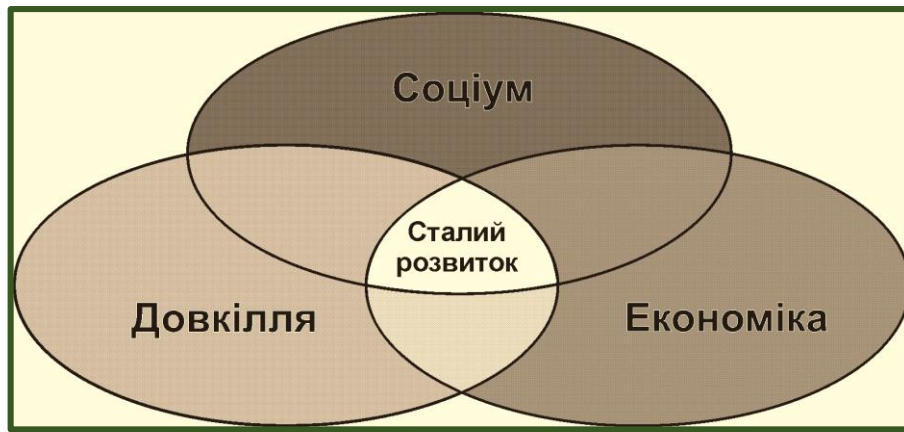 Соціум
Сталий
розвиток
Довкілля
Економіка